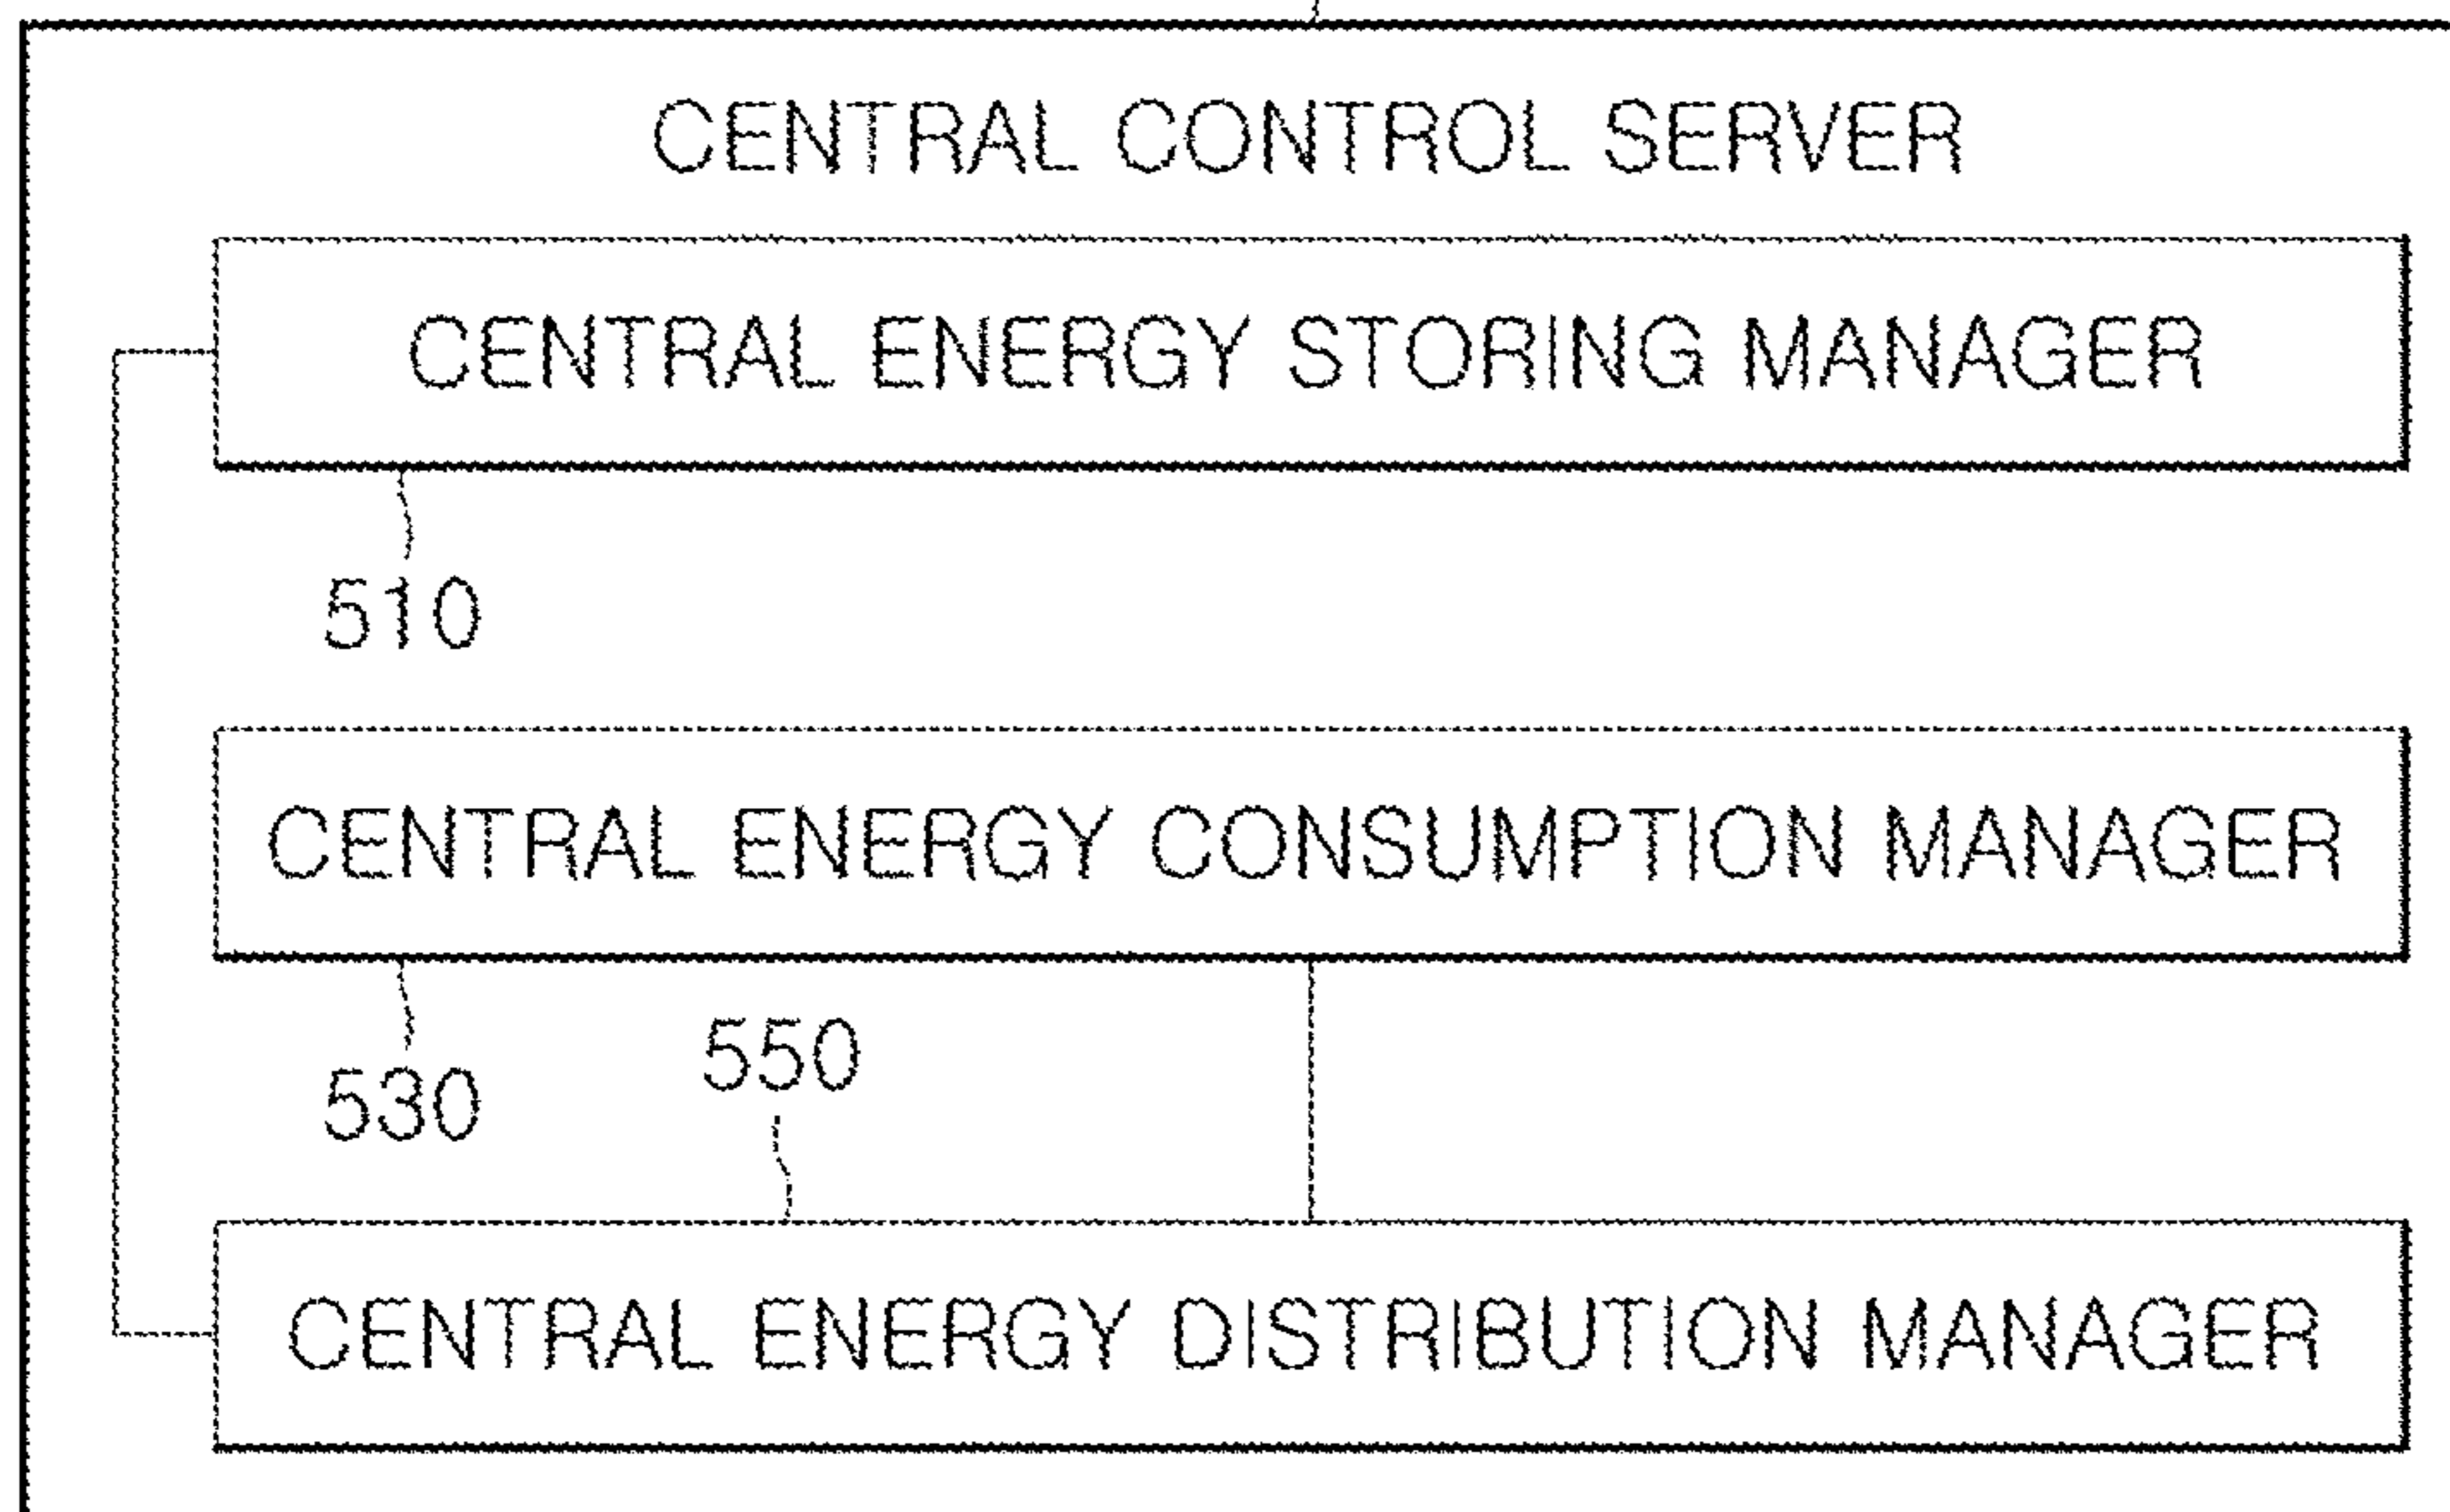 CENTRAL CONTROL SERVER
CENTRAL ENERGY STORING MANAGER
510
CENTRAL ENERGY CONSUMPTION MANAGER
530
550
CENTRAL ENERGY DISTRIBUTION MANAGER